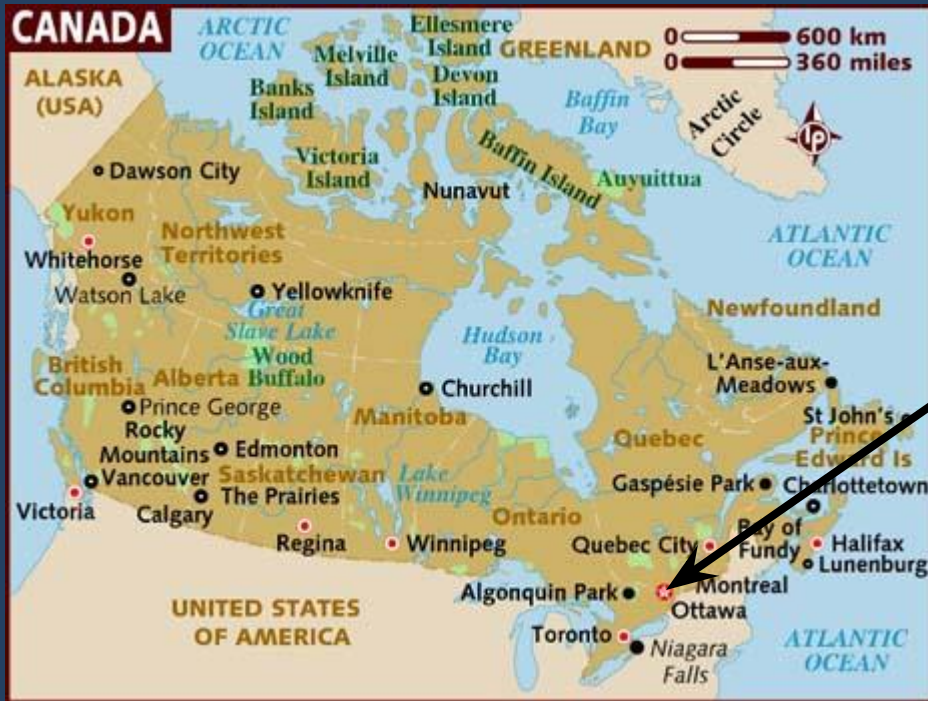 CANADA
ARCTIC
OCEAN
Ellesmere
Island
GREENLAND
0 600 km
0 360 miles
ALASKA
(USA)
Melville
Island
Banks
Island
Devon
Island
Baffin
Bay
Arctic
Circle
lp
Victoria
Island
Baffin Island
Auyuittua
Dawson City
Nunavut
Yukon
Northwest
Territories
ATLANTIC
OCEAN
Whitehorse
Watson Lake
Yellowknife
Great
Slave Lake
Newfoundland
Hudson
Bay
Wood
Buffalo
British
Columbia
Alberta
L'Anse-aux-
Meadows
Churchill
Prince George
Manitoba
Rocky
Mountains
St John's
Quebec
Prince
Edward Is
Edmonton
Saskatchewan
Lake
Winnipeg
Vancouver
The Prairies
Gaspésie Park
Charlottetown
Victoria
Calgary
Ontario
Regina
Winnipeg
Quebec City
Bay of
Fundy
Halifax
Lunenburg
Algonquin Park
Montreal
Ottawa
UNITED STATES
OF AMERICA
Toronto
Niagara
Falls
ATLANTIC
OCEAN